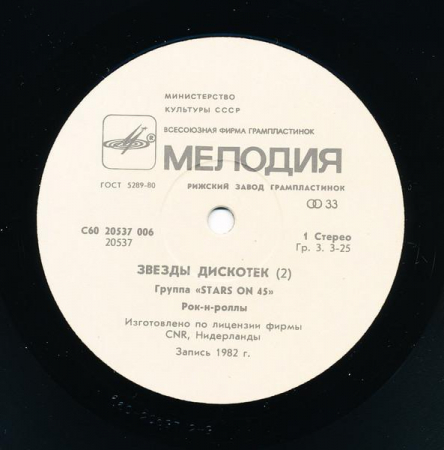 МИНИСТЕРСТВО
КУЛЬТУРЫ СССР
ВСЕСОЮЗНАЯ ФИРМА ГРАМПЛАСТИНОК
®
МЕЛОДИЯ
ГОСТ 5289-80
РИЖСКИЙ ЗАВОД ГРАМПЛАСТИНОК
33
С60 20537 006
1 Стерео
20537
Гр. 3. 3-25
ЗВЕЗДЫ ДИСКОТЕК (2)
Группа «STARS ON 45»
Рок-н-роллы
Изготовлено по лицензии фирмы
CNR, Нидерланды
Запись 1982 г.